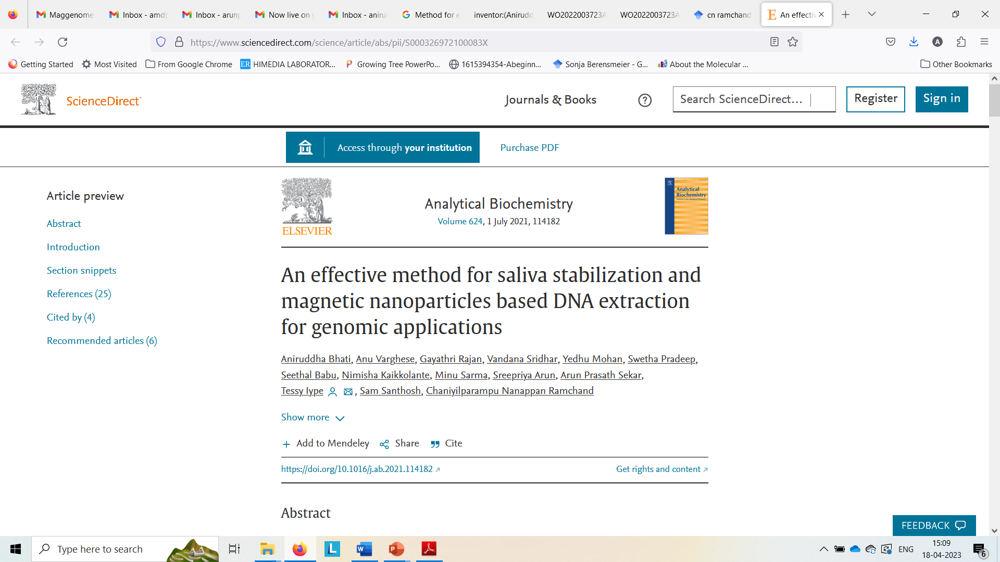 Maggenome
Inbox - amdp
Inbox - arunp
Now live on y
Inbox - aniru
Method for e
inventor:(Anirudd
WO2022003723A
WO2022003723A
cn ramchand
An effectiv
https://www.sciencedirect.com/science/article/abs/pii/S000326972100083X
A
Getting Started
Most Visited
From Google Chrome
ER
HIMEDIA LABORATOR...
Growing Tree PowerPo...
1615394354-Abeginn...
Sonja Berensmeier - G...
About the Molecular ...
Other Bookmarks
ScienceDirect
Journals & Books
Search ScienceDirect...
Register
Sign in
Access through your institution
Purchase PDF
Article preview
Abstract
Introduction
Section snippets
References (25)
Cited by (4)
Recommended articles (6)
ELSEVIER
Analytical Biochemistry
Volume 624, 1 July 2021, 114182
Analytical
Biochemistry
An effective method for saliva stabilization and
magnetic nanoparticles based DNA extraction
for genomic applications
Aniruddha Bhati, Anu Varghese, Gayathri Rajan, Vandana Sridhar, Yedhu Mohan, Swetha Pradeep,
Seethal Babu, Nimisha Kaikkolante, Minu Sarma, Sreepriya Arun, Arun Prasath Sekar,
Tessy Iype , Sam Santhosh, Chaniyilparampu Nanappan Ramchand
Show more
Add to Mendeley
Share
Cite
https://doi.org/10.1016/j.ab.2021.114182
Get rights and content
Abstract
FEEDBACK
Type here to search
ENG
15:09
18-04-2023
6